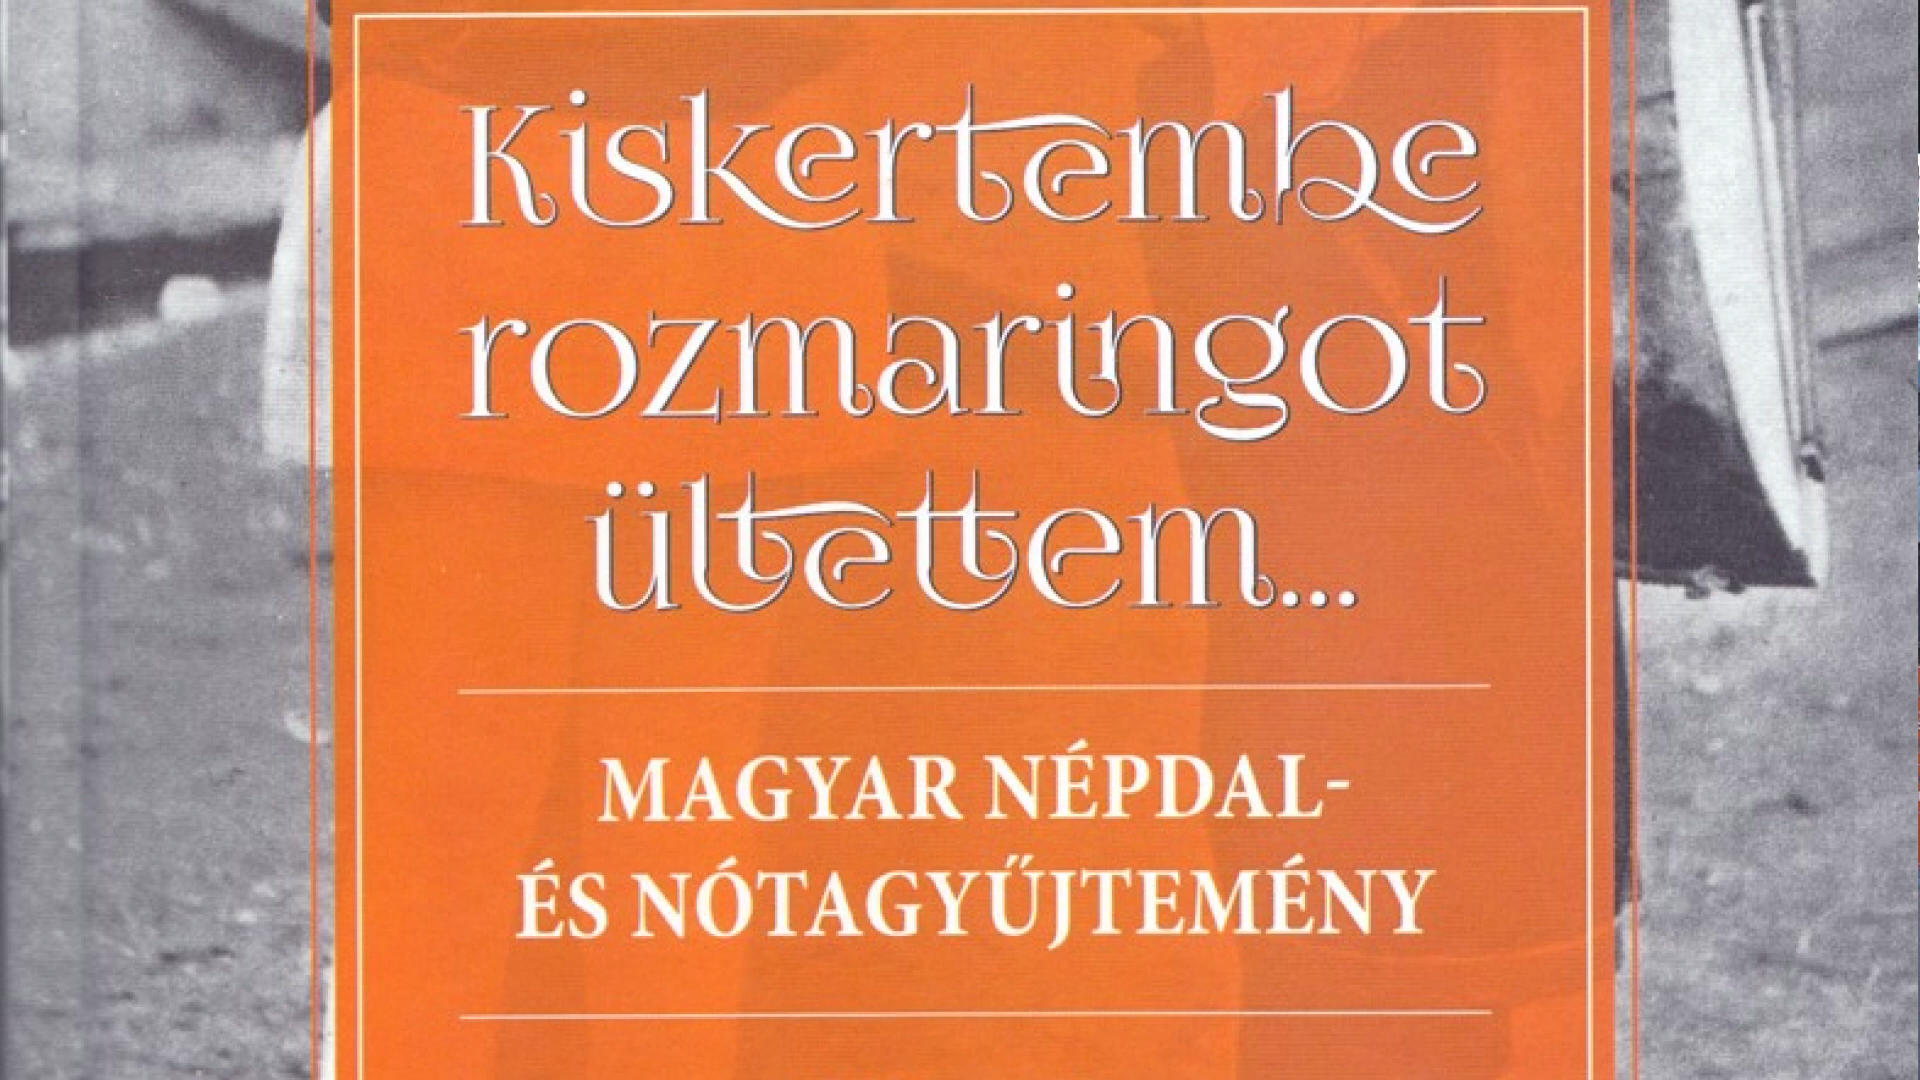 Kiskertembe
rozmaringot
ültettem...
MAGYAR NÉPDAL-
ÉS NÓTAGYŰJTEMÉNY